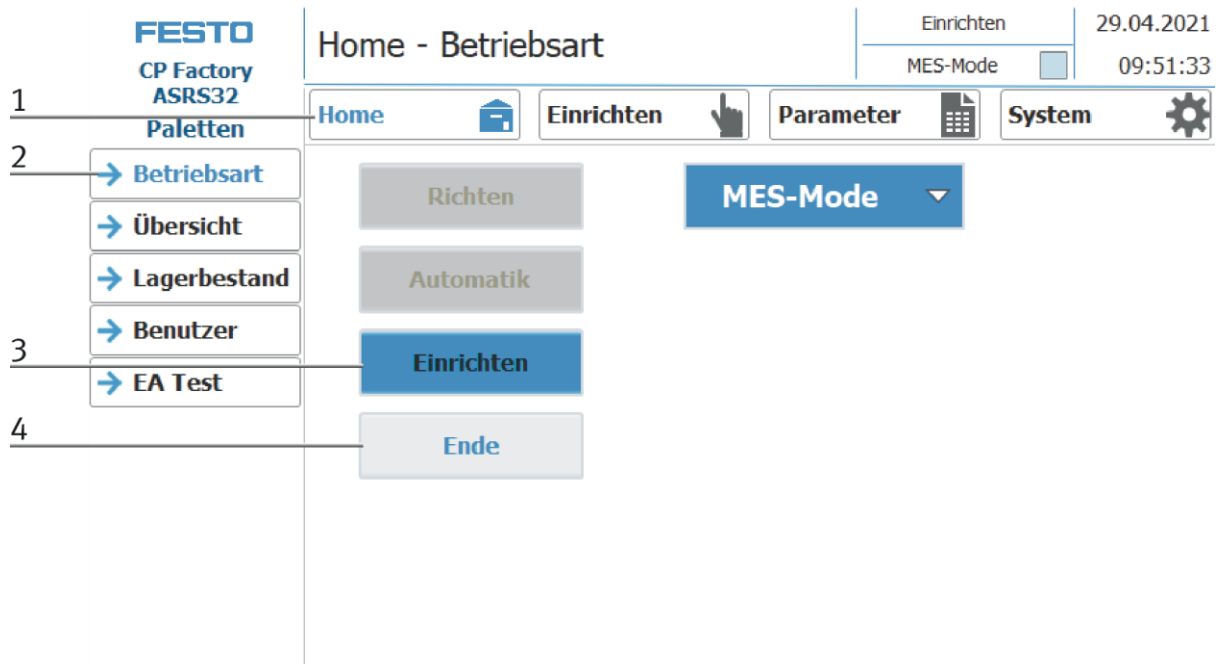 FESTO
CP Factory
ASRS32
Paletten
Home - Betriebsart
Einrichten
MES-Mode
29.04.2021
09:51:33
1
Home
Einrichten
Parameter
System
2
Betriebsart
Übersicht
Lagerbestand
Benutzer
EA Test
Richten
MES-Mode
Automatik
3
Einrichten
4
Ende